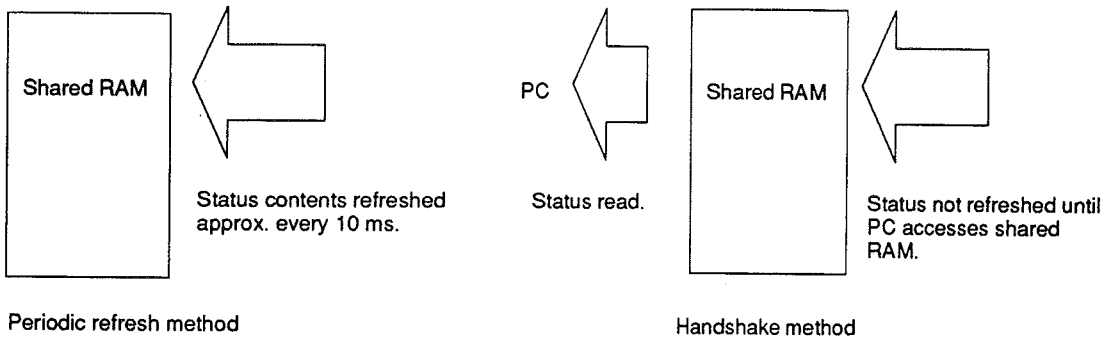 Shared RAM
Status contents refreshed
approx. every 10 ms.
Periodic refresh method
PC
Status read.
Shared RAM
Status not refreshed until
PC accesses shared
RAM.
Handshake method